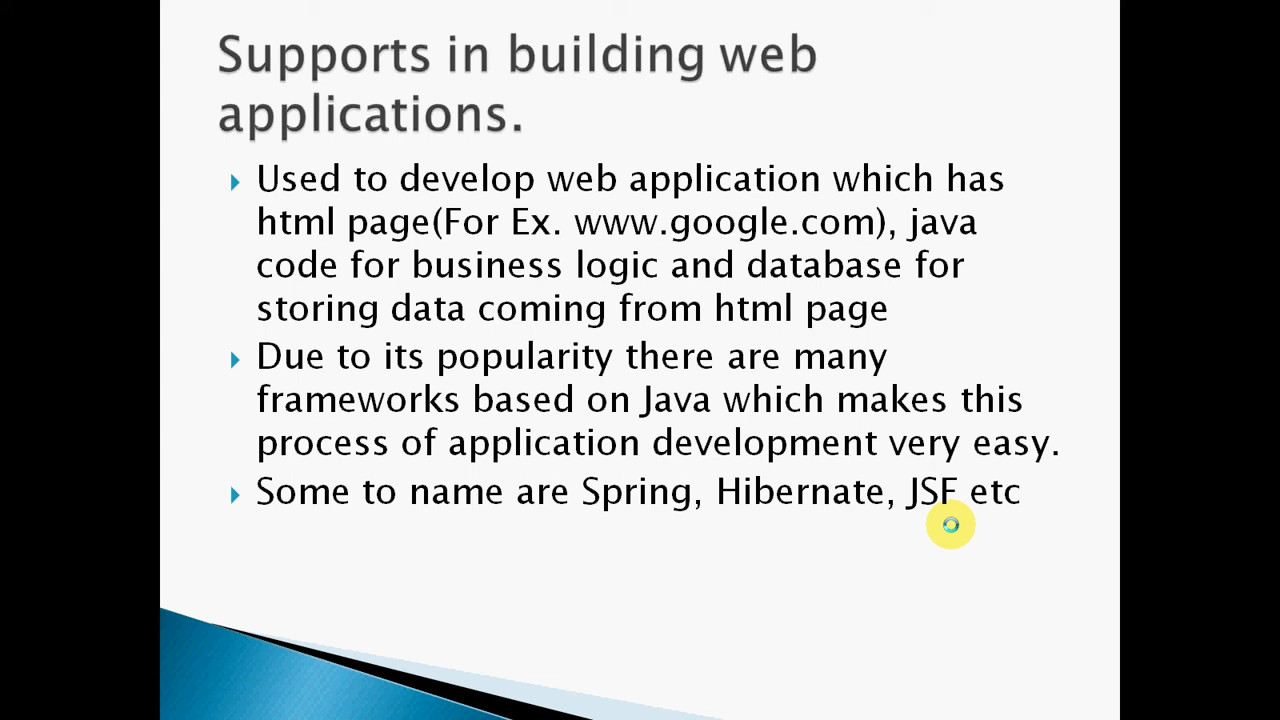 Supports in building web
applications.
Used to develop web application which has
html page(For Ex. www.google.com), java
code for business logic and database for
storing data coming from html page
Due to its popularity there are many
frameworks based on Java which makes this
process of application development very easy.
Some to name are Spring, Hibernate, JSF etc